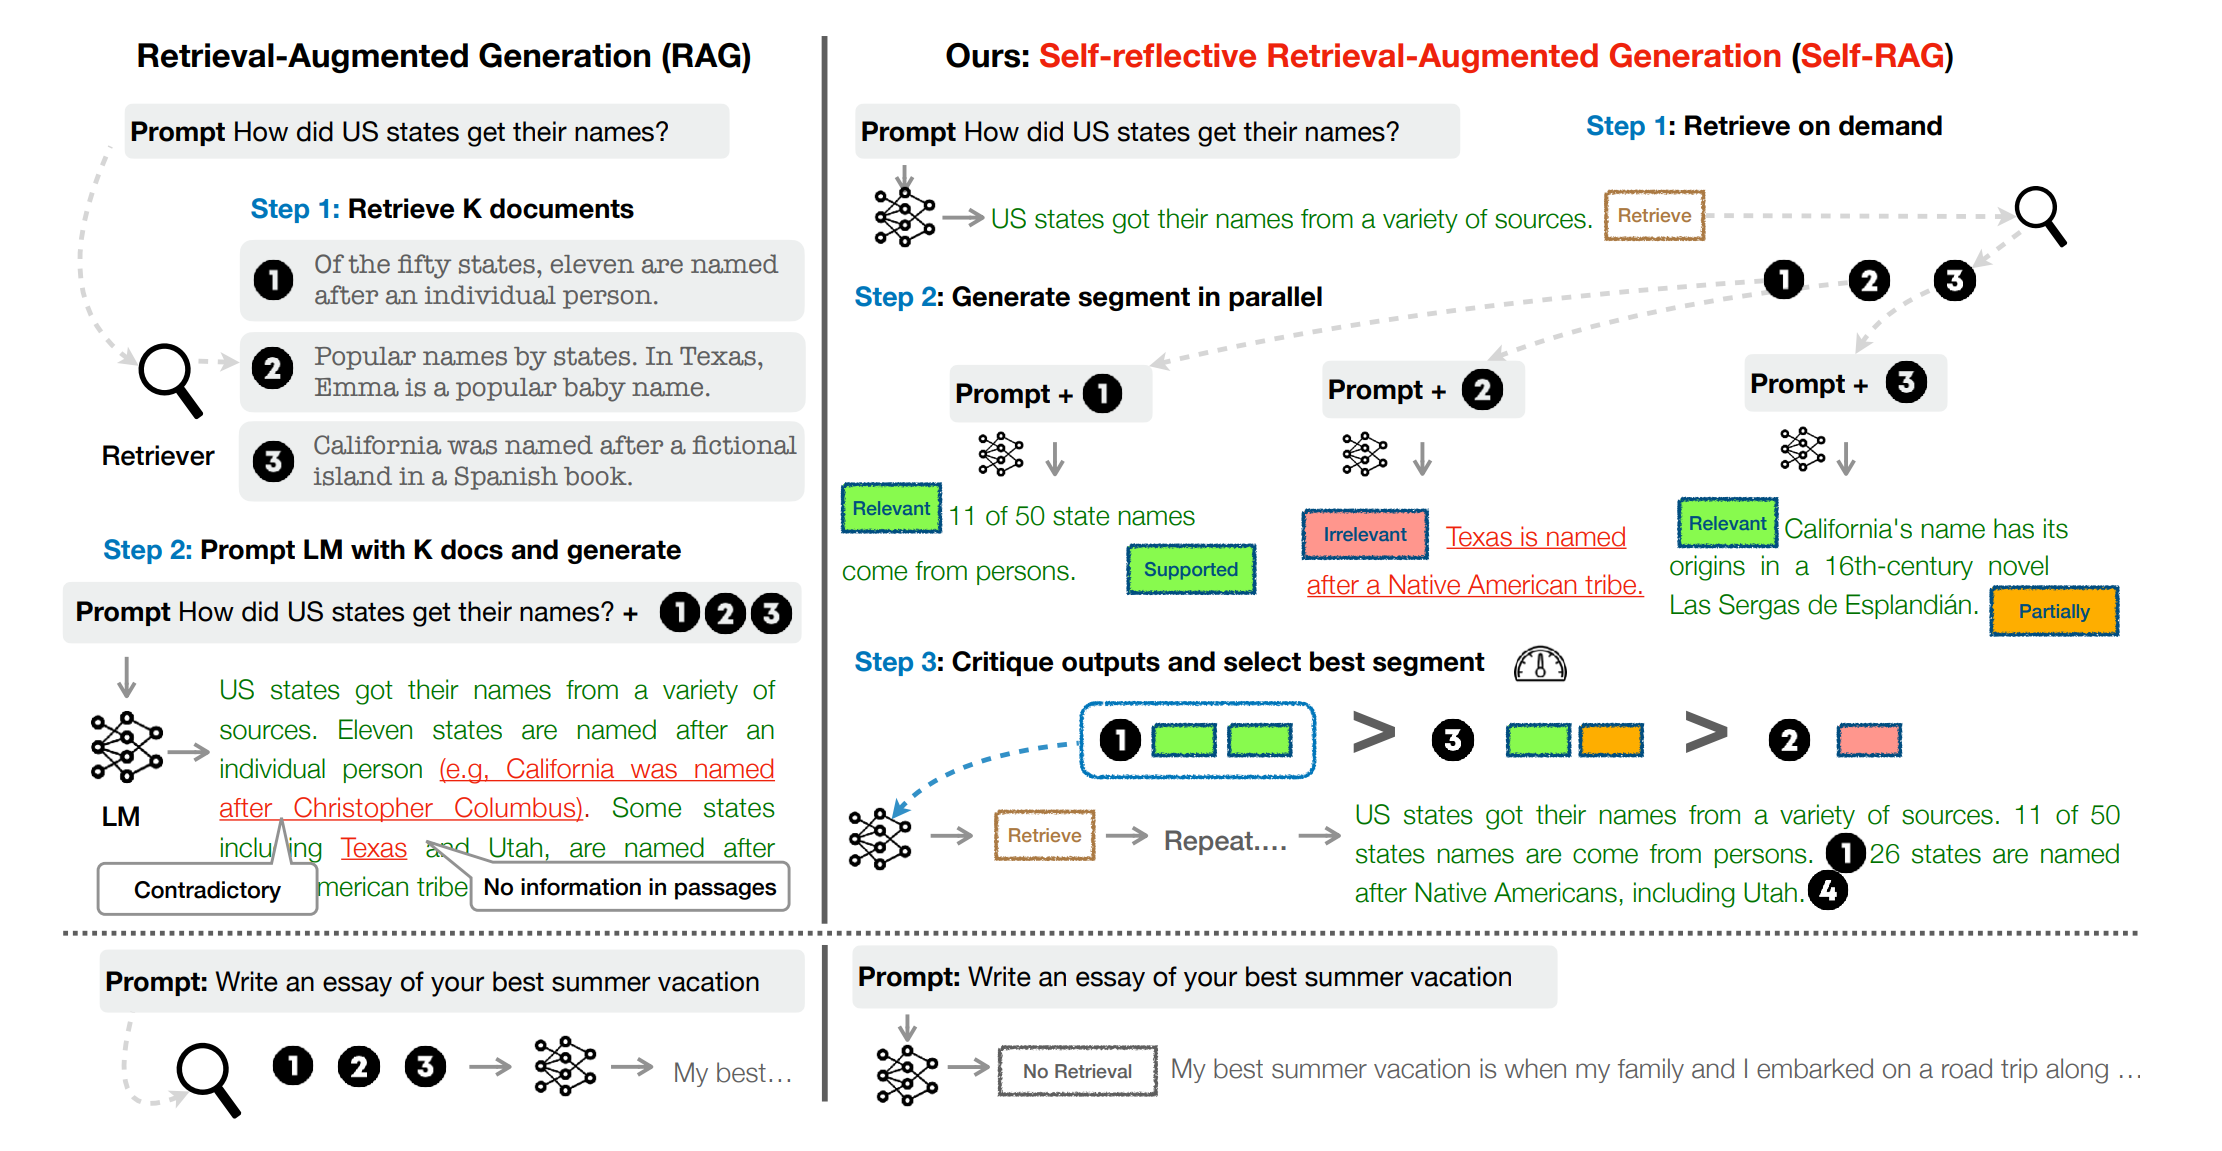 Retrieval-Augmented Generation (RAG)
Prompt How did US states get their names?
Step 1: Retrieve K documents
1 Of the fifty states, eleven are named
after an individual person.
2 Popular names by states. In Texas,
Emma is a popular baby name.
3 California was named after a fictional
island in a Spanish book.
Retriever
Step 2: Prompt LM with K docs and generate
Prompt How did US states get their names? + 1 2 3
LM
US states got their names from a variety of
sources. Eleven states are named after an
individual person (e.g, California was named
after Christopher Columbus). Some states
including Texas and Utah, are named after
merican tribe
Contradictory
No information in passages
Prompt: Write an essay of your best summer vacation
1 2 3
My best...
Ours: Self-reflective Retrieval-Augmented Generation (Self-RAG)
Prompt How did US states get their names?
Step 1: Retrieve on demand
US states got their names from a variety of sources. Retrieve
1 2 3
Step 2: Generate segment in parallel
Prompt + 1
Prompt + 2
Prompt + 3
Relevant 11 of 50 state names
come from persons. Supported
Irrelevant Texas is named
after a Native American tribe.
Relevant California's name has its
origins in a 16th-century novel
Las Sergas de Esplandián. Partially
Step 3: Critique outputs and select best segment
1 > 3 > 2
Retrieve
Repeat....
US states got their names from a variety of sources. 11 of 50
states names are come from persons. 1 26 states are named
after Native Americans, including Utah. 4
Prompt: Write an essay of your best summer vacation
No Retrieval My best summer vacation is when my family and I embarked on a road trip along ...